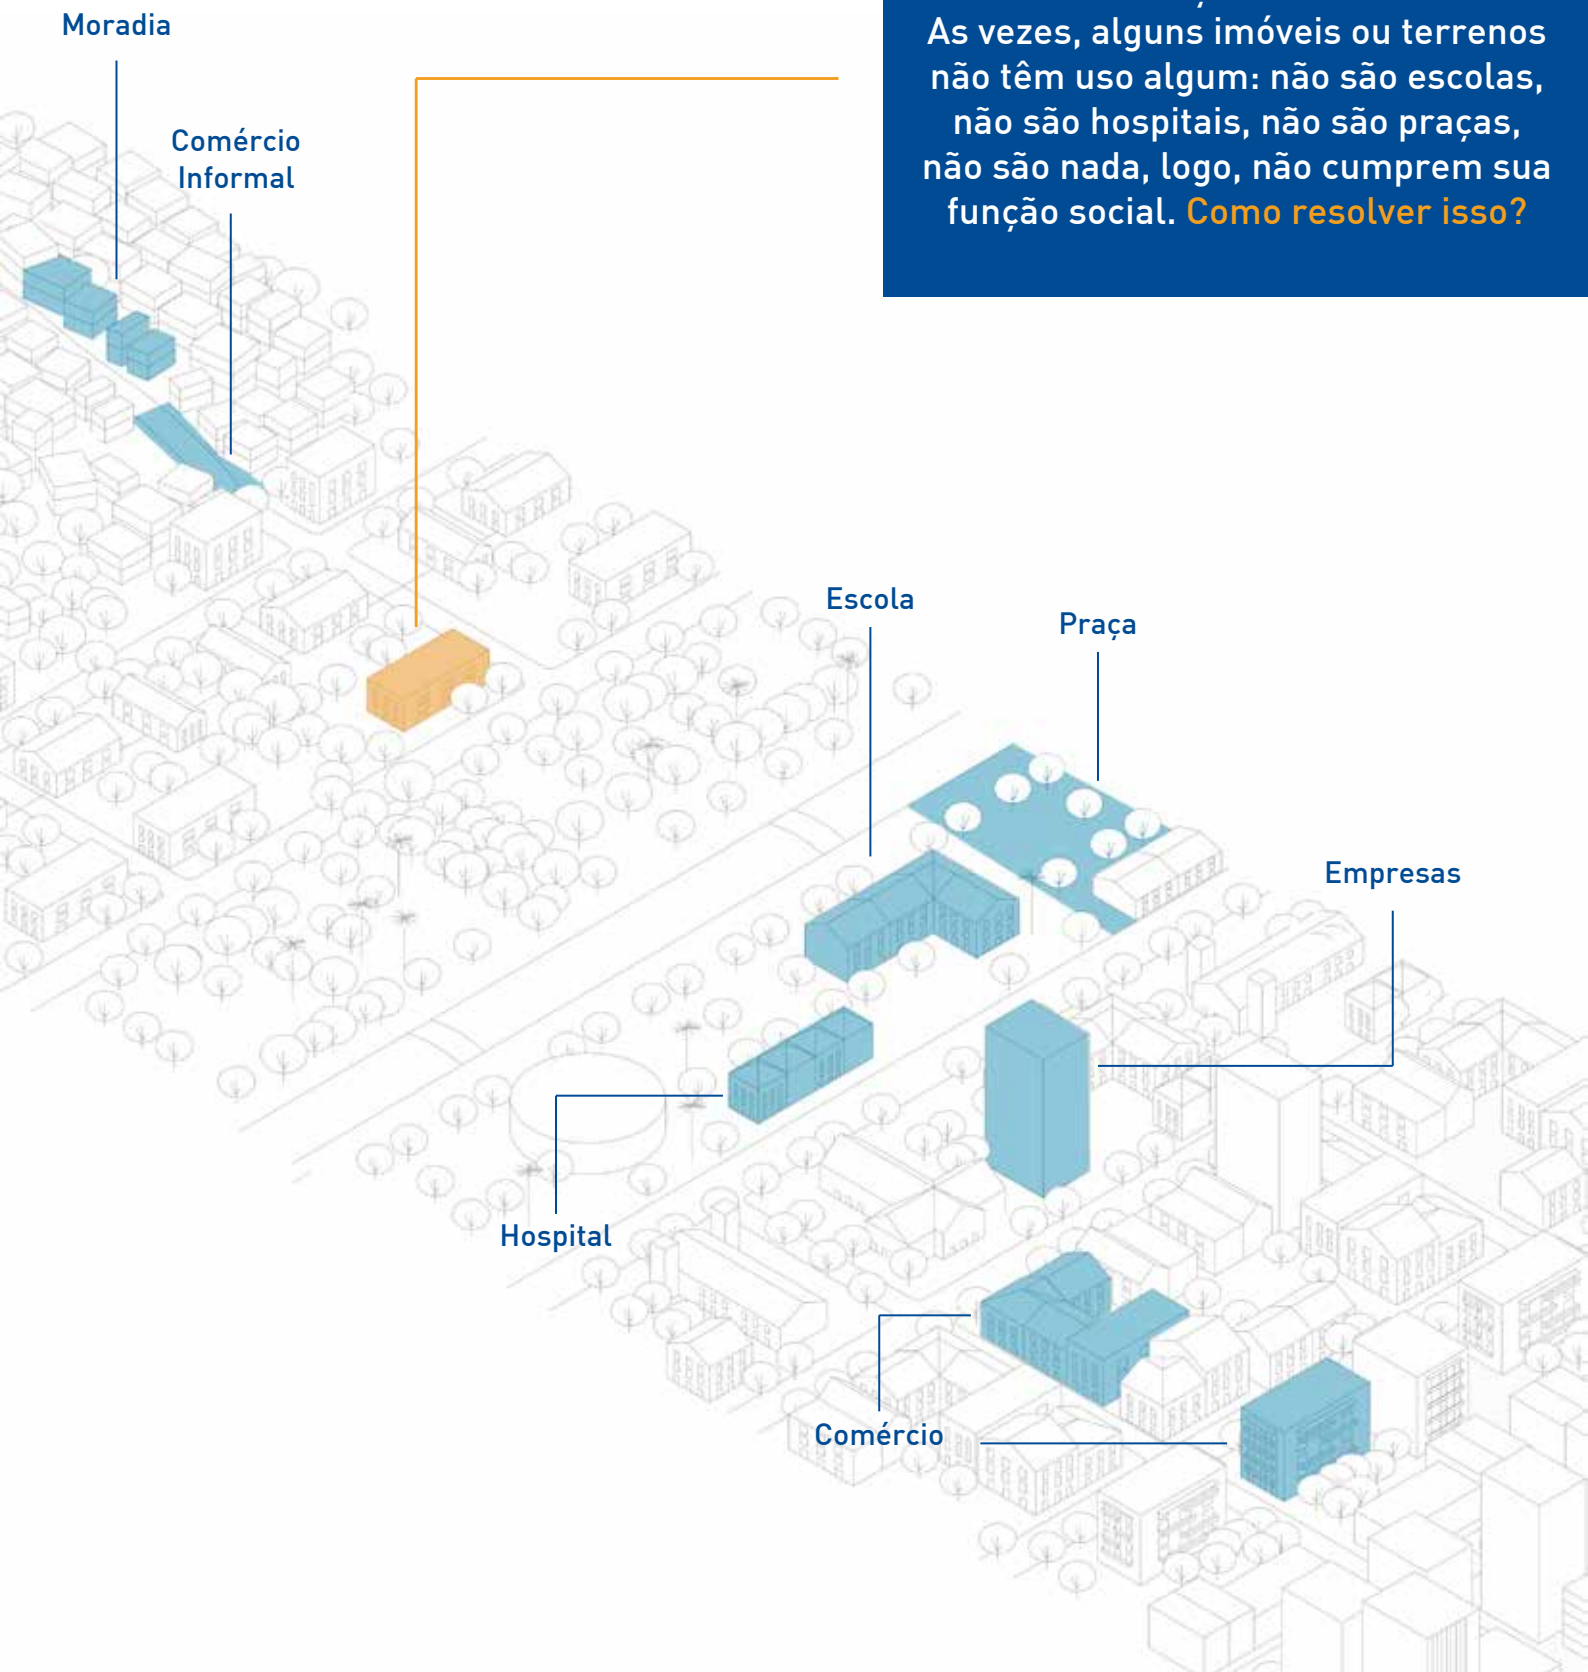 Moradia
Comércio
Informal
As vezes, alguns imóveis ou terrenos
não têm uso algum: não são escolas,
não são hospitais, não são praças,
não são nada, logo, não cumprem sua
função social. Como resolver isso?
Escola
Praça
Empresas
Hospital
Comércio